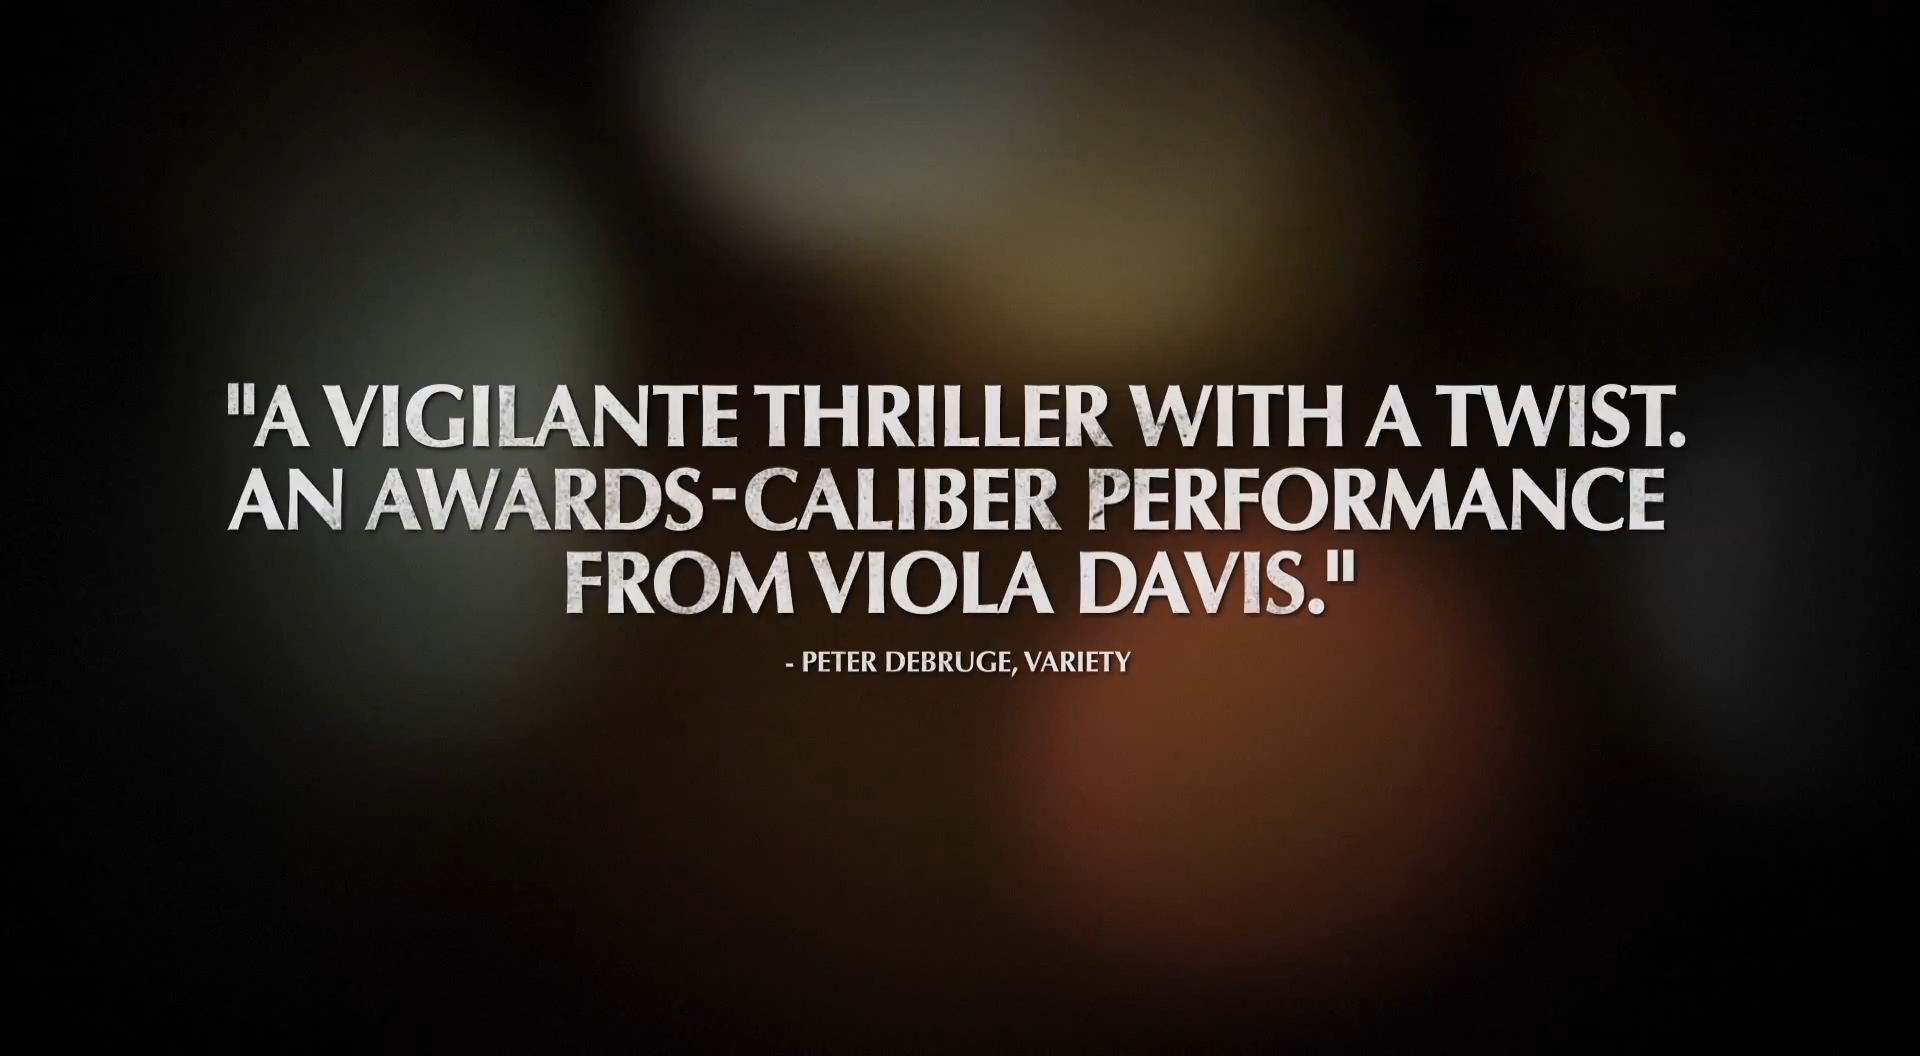 "A VIGILANTE THRILLER WITH A TWIST.
AN AWARDS-CALIBER PERFORMANCE
FROM VIOLA DAVIS."
- PETER DEBRUGE, VARIETY